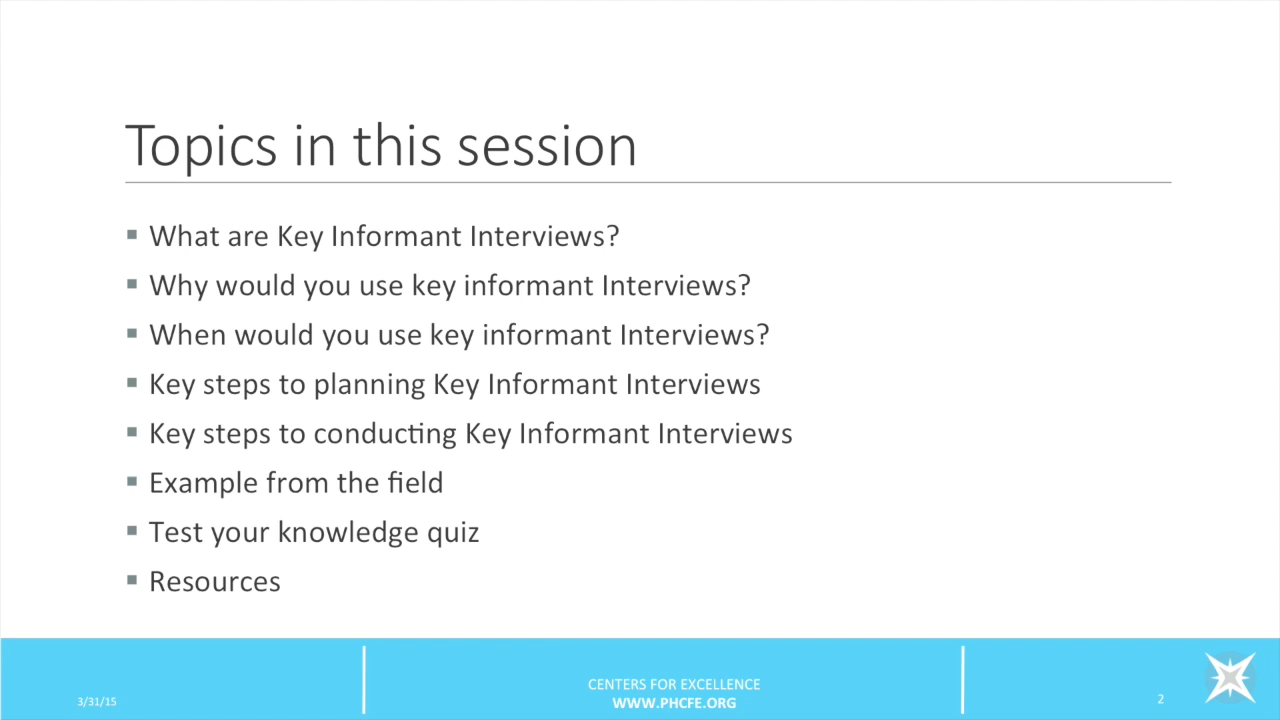 Topics in this session
▪ What are Key Informant Interviews?
▪ Why would you use key informant Interviews?
▪ When would you use key informant Interviews?
▪ Key steps to planning Key Informant Interviews
▪ Key steps to conducting Key Informant Interviews
▪ Example from the field
▪ Test your knowledge quiz
▪ Resources
3/31/15
CENTERS FOR EXCELLENCE
WWW.PHCFE.ORG
2